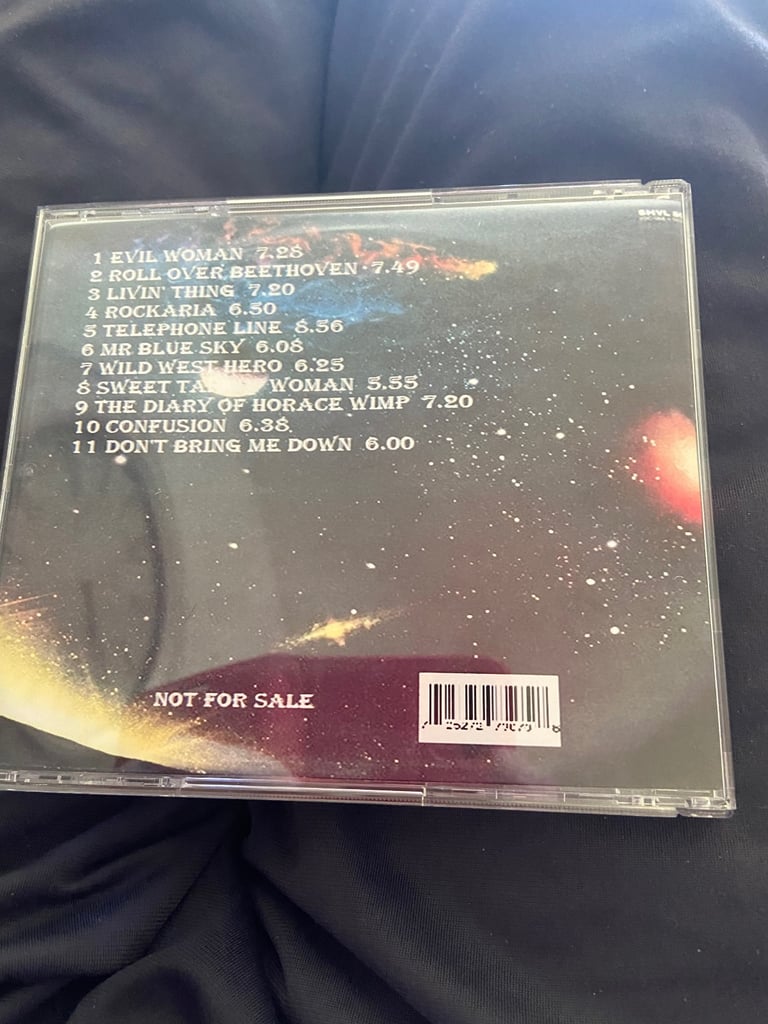 SHVL
1 EVIL WOMAN 7.28
2 ROLL OVER BEETHOVEN 7.49
3 LIVIN' THING 7.20
4 ROCKARIA 6.50
5 TELEPHONE LINE 8.56
6 MR BLUE SKY 6.08
7 WILD WEST HERO 6.25
8 SWEET WOMAN 5.55
9 THE DIARY OF HORACE WIMP 7.20
10 CONFUSION 6.38
11 DON'T BRING ME DOWN 6.00
NOT FOR SALE